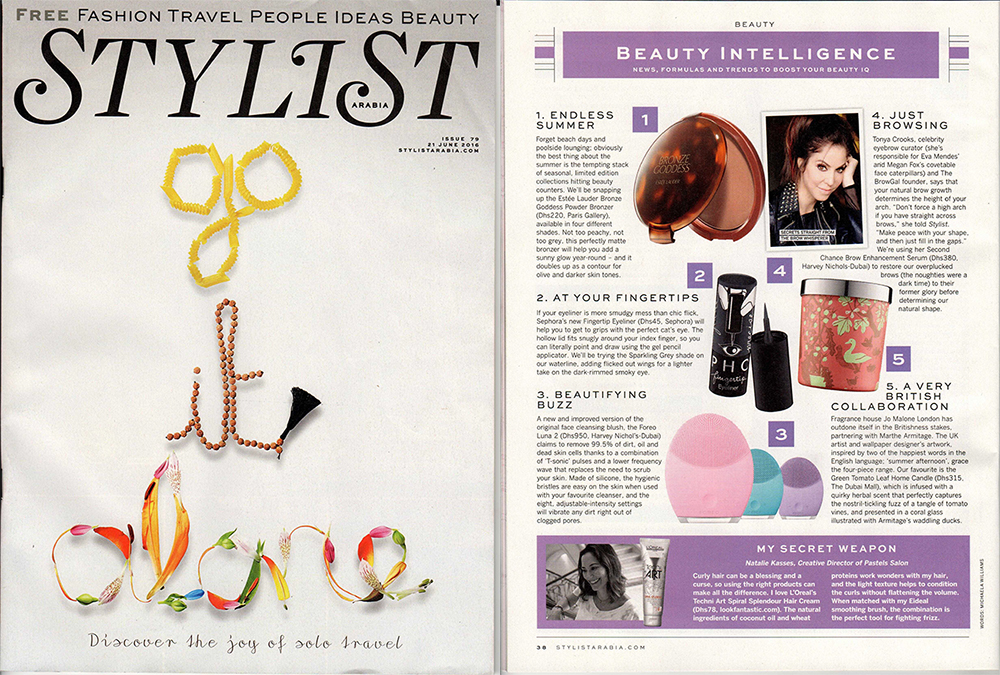 FREE FASHION TRAVEL PEOPLE IDEAS BEAUTY
STYLIST
ARABIA
ISSUE 79
21 JUNE 2016
STYLISTARABIA.COM
go
it
alone
Discover the joy of solo travel
BEAUTY
BEAUTY INTELLIGENCE
NEWS, FORMULAS AND TRENDS TO BOOST YOUR BEAUTY IQ
1. ENDLESS
SUMMER
Forget beach days and
poolside lounging; obviously
the best thing about the
summer is the tempting stack
of seasonal, limited edition
collections hitting beauty
counters. We'll be snapping
up the Estée Lauder Bronze
Goddess Powder Bronzer
(Dhs220, Paris Gallery),
available in four different
shades. Not too peachy, not
too grey, this perfectly matte
bronzer will help you add a
sunny glow year-round – and it
doubles up as a contour for
olive and darker skin tones.
1
BRONZE
GODDESS
ESTÉE LAUDER
SECRETS STRAIGHT FROM
THE BROW WHISPERER
4. JUST
BROWSING
Tonya Crooks, celebrity
eyebrow curator (she's
responsible for Eva Mendes'
and Megan Fox's covetable
face caterpillars) and The
BrowGal founder, says that
your natural brow growth
determines the height of your
arch. "Don't force a high arch
if you have straight across
brows," she told Stylist.
"Make peace with your shape,
and then just fill in the gaps."
We're using her Second
Chance Brow Enhancement Serum (Dhs380,
Harvey Nichols-Dubai) to restore our overplucked
brows (the noughties were a
dark time) to their
former glory before
determining our
natural shape.
2. AT YOUR FINGERTIPS
If your eyeliner is more smudgy mess than chic flick,
Sephora's new Fingertip Eyeliner (Dhs45, Sephora) will
help you to get to grips with the perfect cat's eye. The
hollow lid fits snugly around your index finger, so you
can literally point and draw using the gel pencil
applicator. We'll be trying the Sparkling Grey shade on
our waterline, adding flicked out wings for a lighter
take on the dark-rimmed smoky eye.
2
PHO
fingertip
Eyeliner
4
5
3. BEAUTIFYING
BUZZ
A new and improved version of the
original face cleansing blush, the Foreo
Luna 2 (Dhs950, Harvey Nichol's-Dubai)
claims to remove 99.5% of dirt, oil and
dead skin cells thanks to a combination
of 'T-sonic' pulses and a lower frequency
wave that replaces the need to scrub
your skin. Made of silicone, the hygienic
bristles are easy on the skin when used
with your favourite cleanser, and the
eight, adjustable-intensity settings
will vibrate any dirt right out of
clogged pores.
3
5. A VERY
BRITISH
COLLABORATION
Fragrance house Jo Malone London has
outdone itself in the Britishness stakes,
partnering with Marthe Armitage. The UK
artist and wallpaper designer's artwork,
inspired by two of the happiest words in the
English language; 'summer afternoon', grace
the four-piece range. Our favourite is the
Green Tomato Leaf Home Candle (Dhs315,
The Dubai Mall), which is infused with a
quirky herbal scent that perfectly captures
the nostril-tickling fuzz of a tangle of tomato
vines, and presented in a coral glass
illustrated with Armitage's waddling ducks.
MY SECRET WEAPON
Natalie Kasses, Creative Director of Pastels Salon
Curly hair can be a blessing and a
curse, so using the right products can
make all the difference. I love L'Oreal's
Techni Art Spiral Splendour Hair Cream
(Dhs78, lookfantastic.com). The natural
ingredients of coconut oil and wheat
proteins work wonders with my hair,
and the light texture helps to condition
the curls without flattening the volume.
When matched with my Eideal
smoothing brush, the combination is
the perfect tool for fighting frizz.
L'ORÉAL
ART
WORDS: MICHAELA WILLIAMS
38 STYLISTARABIA.COM